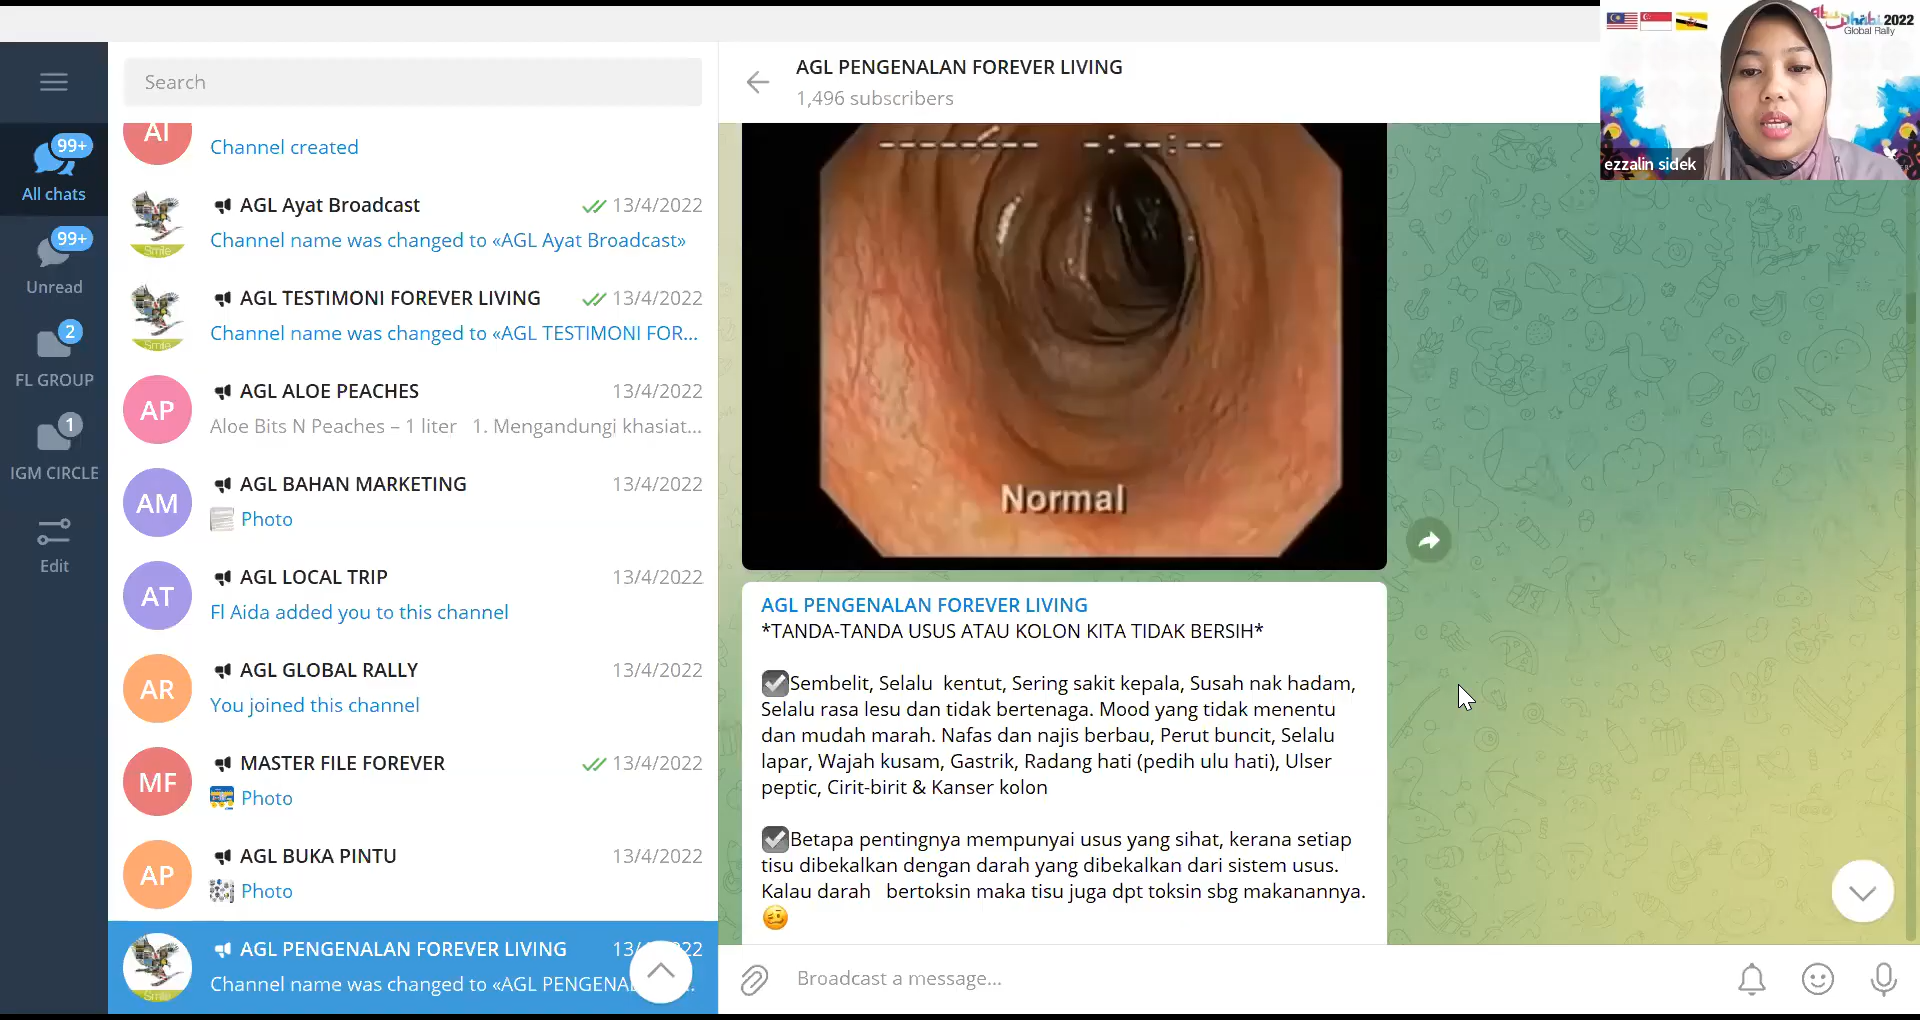 Search
99+
All chats
99+
Unread
2
FL GROUP
1
IGM CIRCLE
Edit
AI
Channel created
AGL Ayat Broadcast 13/4/2022
Channel name was changed to «AGL Ayat Broadcast»
Smile
AGL TESTIMONI FOREVER LIVING 13/4/2022
Channel name was changed to «AGL TESTIMONI FOR...
Smile
AP
AGL ALOE PEACHES 13/4/2022
Aloe Bits N Peaches – 1 liter 1. Mengandungi khasiat...
AM
AGL BAHAN MARKETING 13/4/2022
Photo
AT
AGL LOCAL TRIP 13/4/2022
Fl Aida added you to this channel
AR
AGL GLOBAL RALLY 13/4/2022
You joined this channel
MF
MASTER FILE FOREVER 13/4/2022
Photo
AP
AGL BUKA PINTU 13/4/2022
Photo
AGL PENGENALAN FOREVER LIVING
Channel name was changed to «AGL PENGENA
Smile
AGL PENGENALAN FOREVER LIVING
1,496 subscribers
Normal
AGL PENGENALAN FOREVER LIVING
*TANDA-TANDA USUS ATAU KOLON KITA TIDAK BERSIH*
Sembelit, Selalu kentut, Sering sakit kepala, Susah nak hadam,
Selalu rasa lesu dan tidak bertenaga. Mood yang tidak menentu
dan mudah marah. Nafas dan najis berbau, Perut buncit, Selalu
lapar, Wajah kusam, Gastrik, Radang hati (pedih ulu hati), Ulser
peptic, Cirit-birit & Kanser kolon
Betapa pentingnya mempunyai usus yang sihat, kerana setiap
tisu dibekalkan dengan darah yang dibekalkan dari sistem usus.
Kalau darah bertoksin maka tisu juga dpt toksin sbg makanannya.
Broadcast a message...
2022
Global Rally
ezzalin sidek